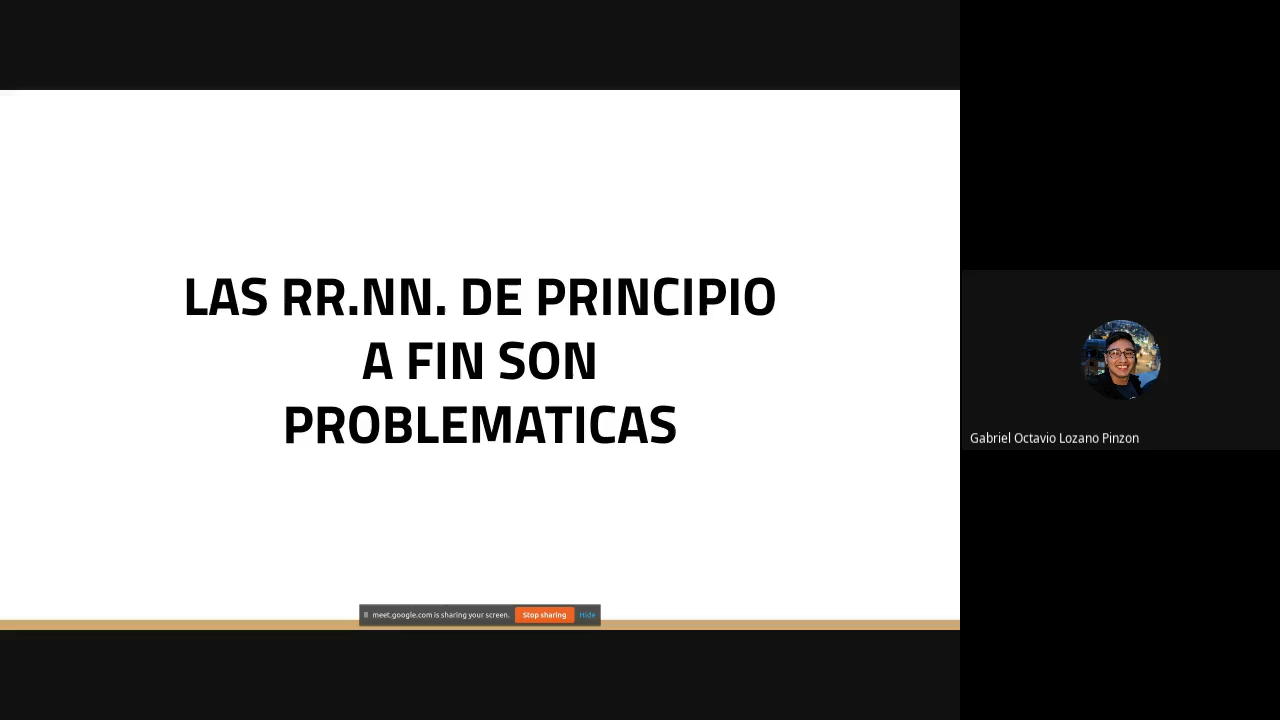 LAS RR.NN. DE PRINCIPIO
A FIN SON
PROBLEMATICAS
meet.google.com is sharing your screen. Stop sharing Hide
Gabriel Octavio Lozano Pinzon